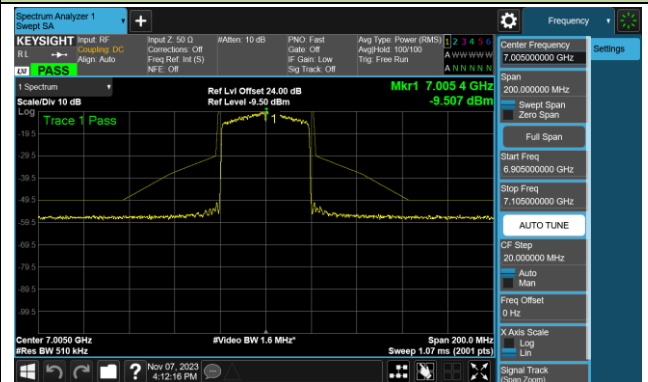 Spectrum Analyzer 1
Swept SA
Frequency
KEYSIGHT Input: RF
RL Coupling: DC
Align: Auto
LXI PASS
Input Z: 50 Ω
Corrections: Off
Freq Ref: Int (S)
NFE: Off
#Atten: 10 dB
PNO: Fast
Gate: Off
IF Gain: Low
Sig Track: Off
Avg Type: Power (RMS)
Avg|Hold: 100/100
Trig: Free Run
1 2 3 4 5 6
A W W W W W
A N N N N N
1 Spectrum
Scale/Div 10 dB
Ref Lvl Offset 24.00 dB
Ref Level -9.50 dBm
Mkr1 7.005 4 GHz
-9.507 dBm
Log
Trace 1 Pass
1
-19.5
-29.5
-39.5
-49.5
-59.5
-69.5
-79.5
-89.5
-99.5
Center 7.0050 GHz
#Res BW 510 kHz
#Video BW 1.6 MHz*
Span 200.0 MHz
Sweep 1.07 ms (2001 pts)
Center Frequency
7.005000000 GHz
Span
200.000000 MHz
Swept Span
Zero Span
Full Span
Start Freq
6.905000000 GHz
Stop Freq
7.105000000 GHz
AUTO TUNE
CF Step
20.000000 MHz
Auto
Man
Freq Offset
0 Hz
X Axis Scale
Log
Lin
Signal Track
(Span Zoom)
Settings
Nov 07, 2023
4:12:16 PM